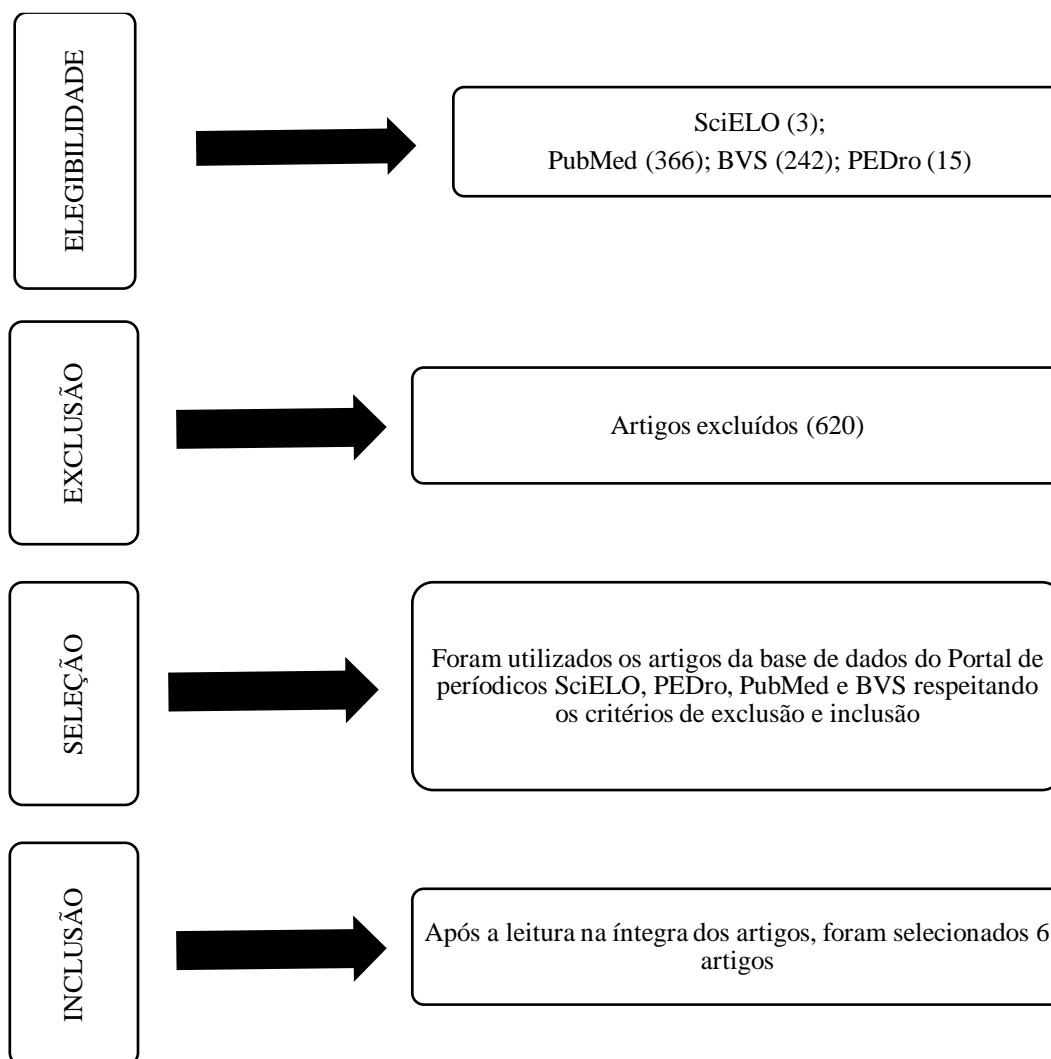 ELEGIBILIDADE
SciELO (3);
PubMed (366); BVS (242); PEDro (15)
EXCLUSÃO
Artigos excluídos (620)
SELEÇÃO
Foram utilizados os artigos da base de dados do Portal de
períodicos SciELO, PEDro, PubMed e BVS respeitando
os critérios de exclusão e inclusão
INCLUSÃO
Após a leitura na íntegra dos artigos, foram selecionados 6
artigos